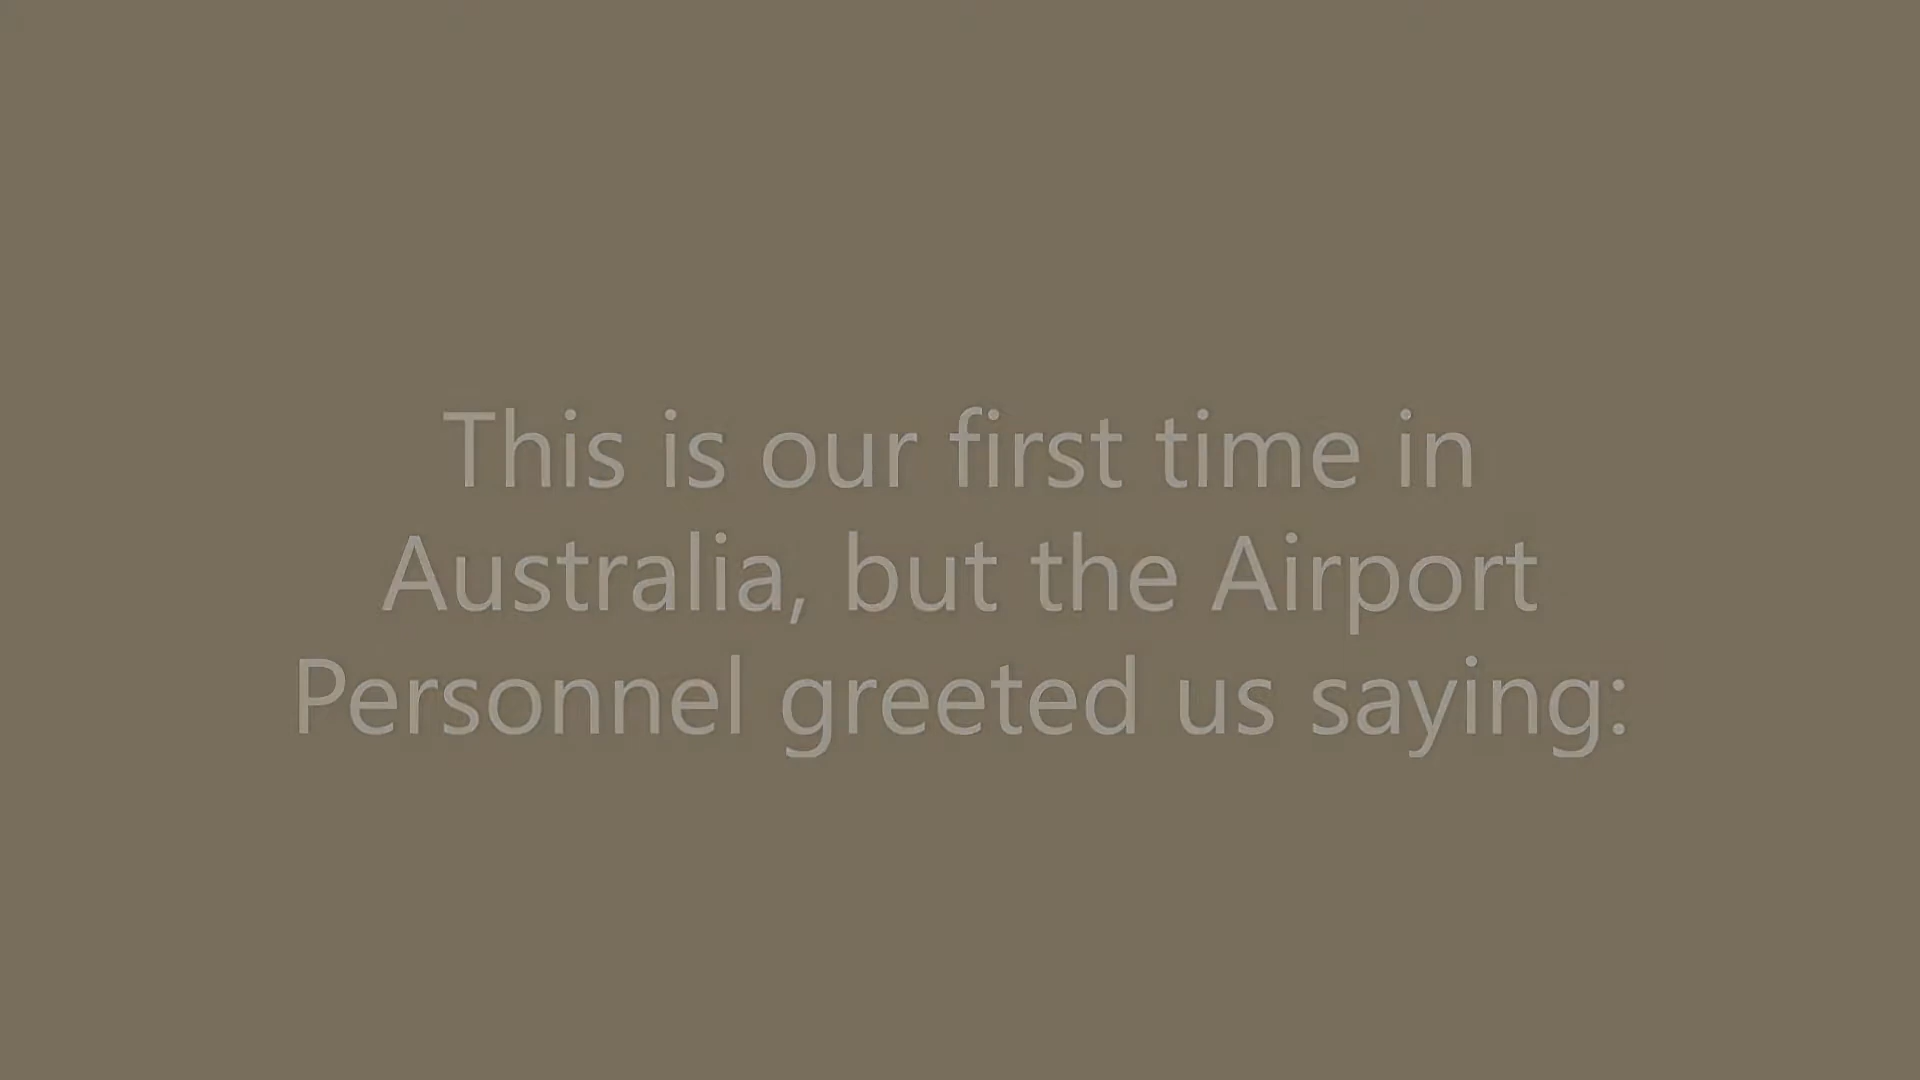 This is our first time in
Australia, but the Airport
Personnel greeted us saying: